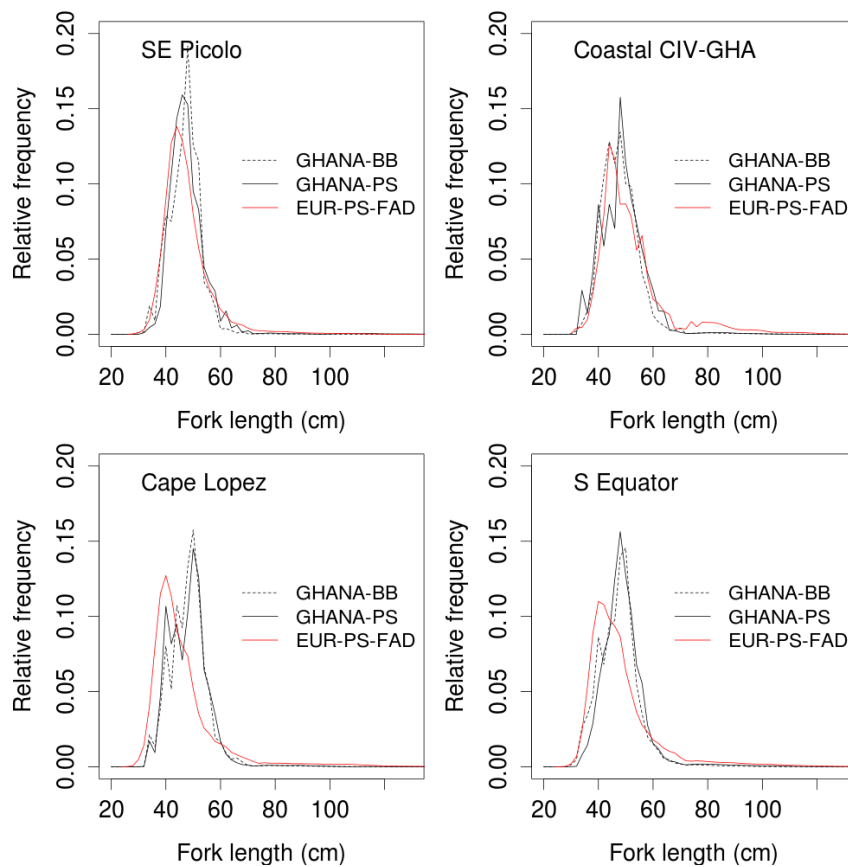 SE Picolo
Relative frequency
0.00 0.05 0.10 0.15 0.20
GHANA-BB
GHANA-PS
EUR-PS-FAD
20 40 60 80 100
Fork length (cm)
Coastal CIV-GHA
Relative frequency
0.00 0.05 0.10 0.15 0.20
GHANA-BB
GHANA-PS
EUR-PS-FAD
20 40 60 80 100
Fork length (cm)
Cape Lopez
Relative frequency
0.00 0.05 0.10 0.15 0.20
GHANA-BB
GHANA-PS
EUR-PS-FAD
20 40 60 80 100
Fork length (cm)
S Equator
Relative frequency
0.00 0.05 0.10 0.15 0.20
GHANA-BB
GHANA-PS
EUR-PS-FAD
20 40 60 80 100
Fork length (cm)